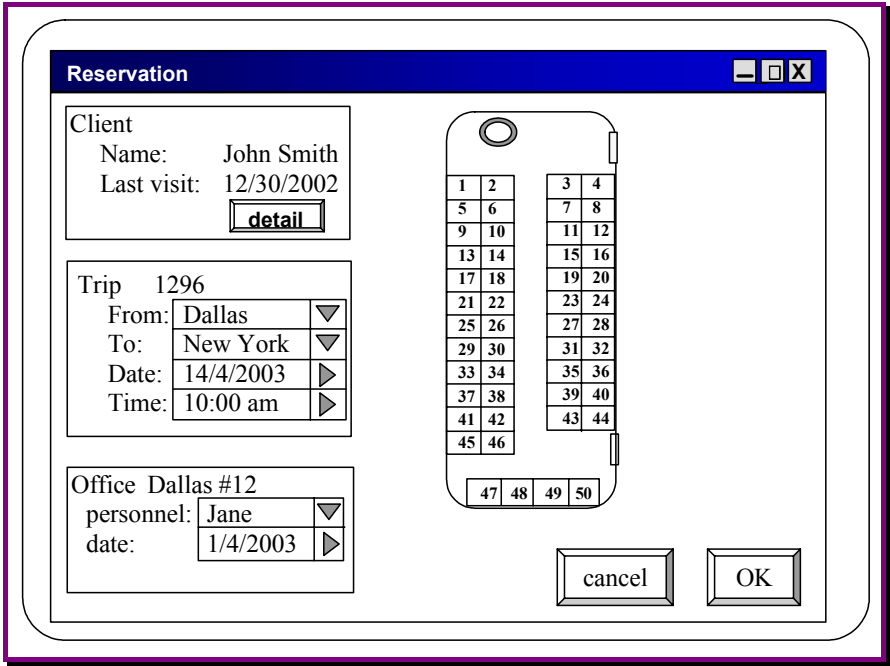 Reservation
X
Client
Name: John Smith
Last visit: 12/30/2002
detail
Trip 1296
From: Dallas
To: New York
Date: 14/4/2003
Time: 10:00 am
Office Dallas #12
personnel: Jane
date: 1/4/2003
1 2 3 4
5 6 7 8
9 10 11 12
13 14 15 16
17 18 19 20
21 22 23 24
25 26 27 28
29 30 31 32
33 34 35 36
37 38 39 40
41 42 43 44
45 46
47 48 49 50
cancel OK